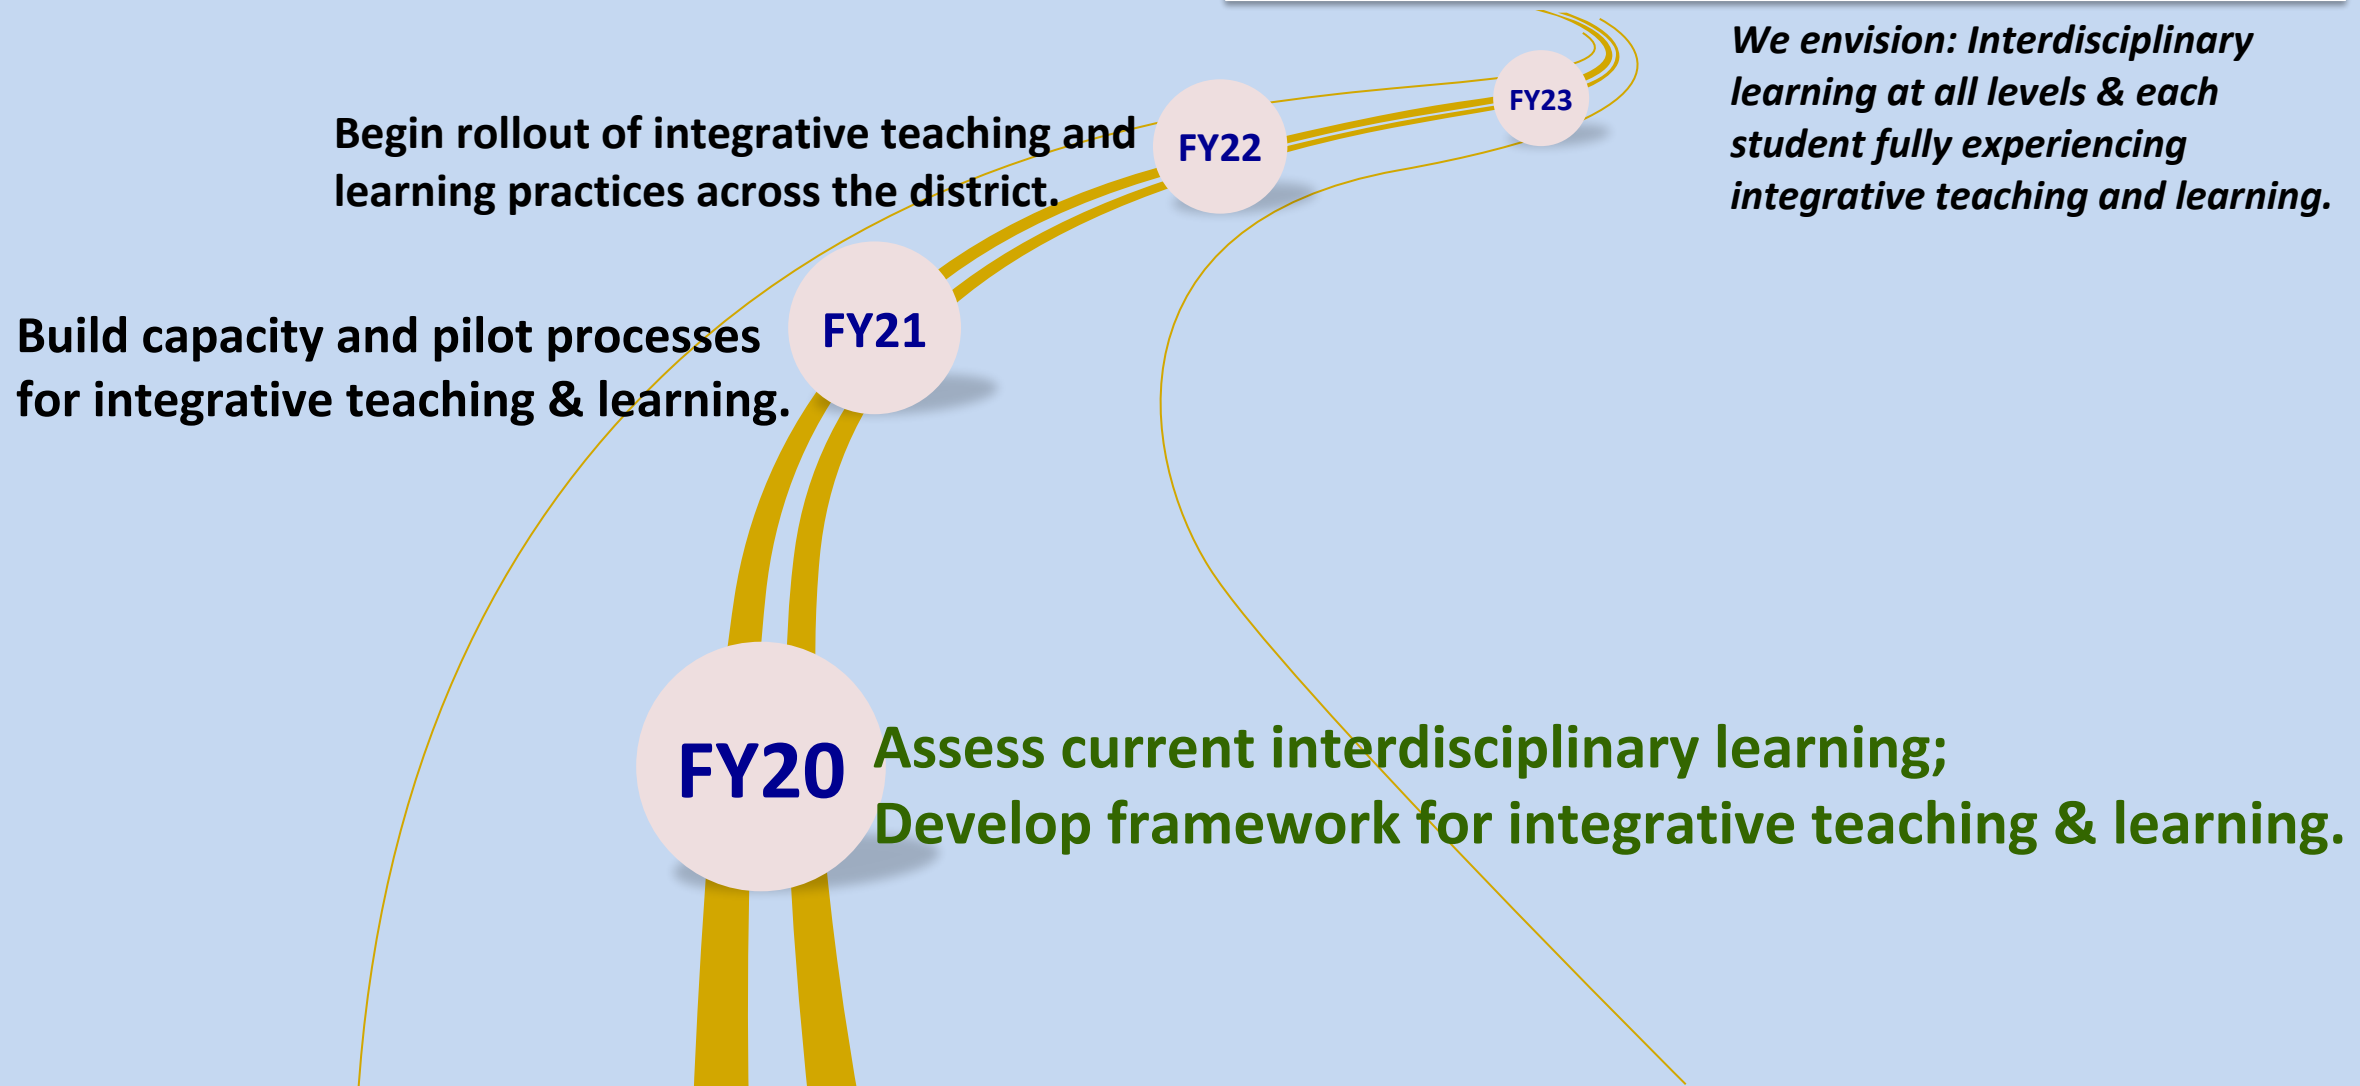 We envision: Interdisciplinary
learning at all levels & each
student fully experiencing
integrative teaching and learning.
FY23
Begin rollout of integrative teaching and
learning practices across the district.
FY22
Build capacity and pilot processes
for integrative teaching & learning.
FY21
FY20
Assess current interdisciplinary learning;
Develop framework for integrative teaching & learning.